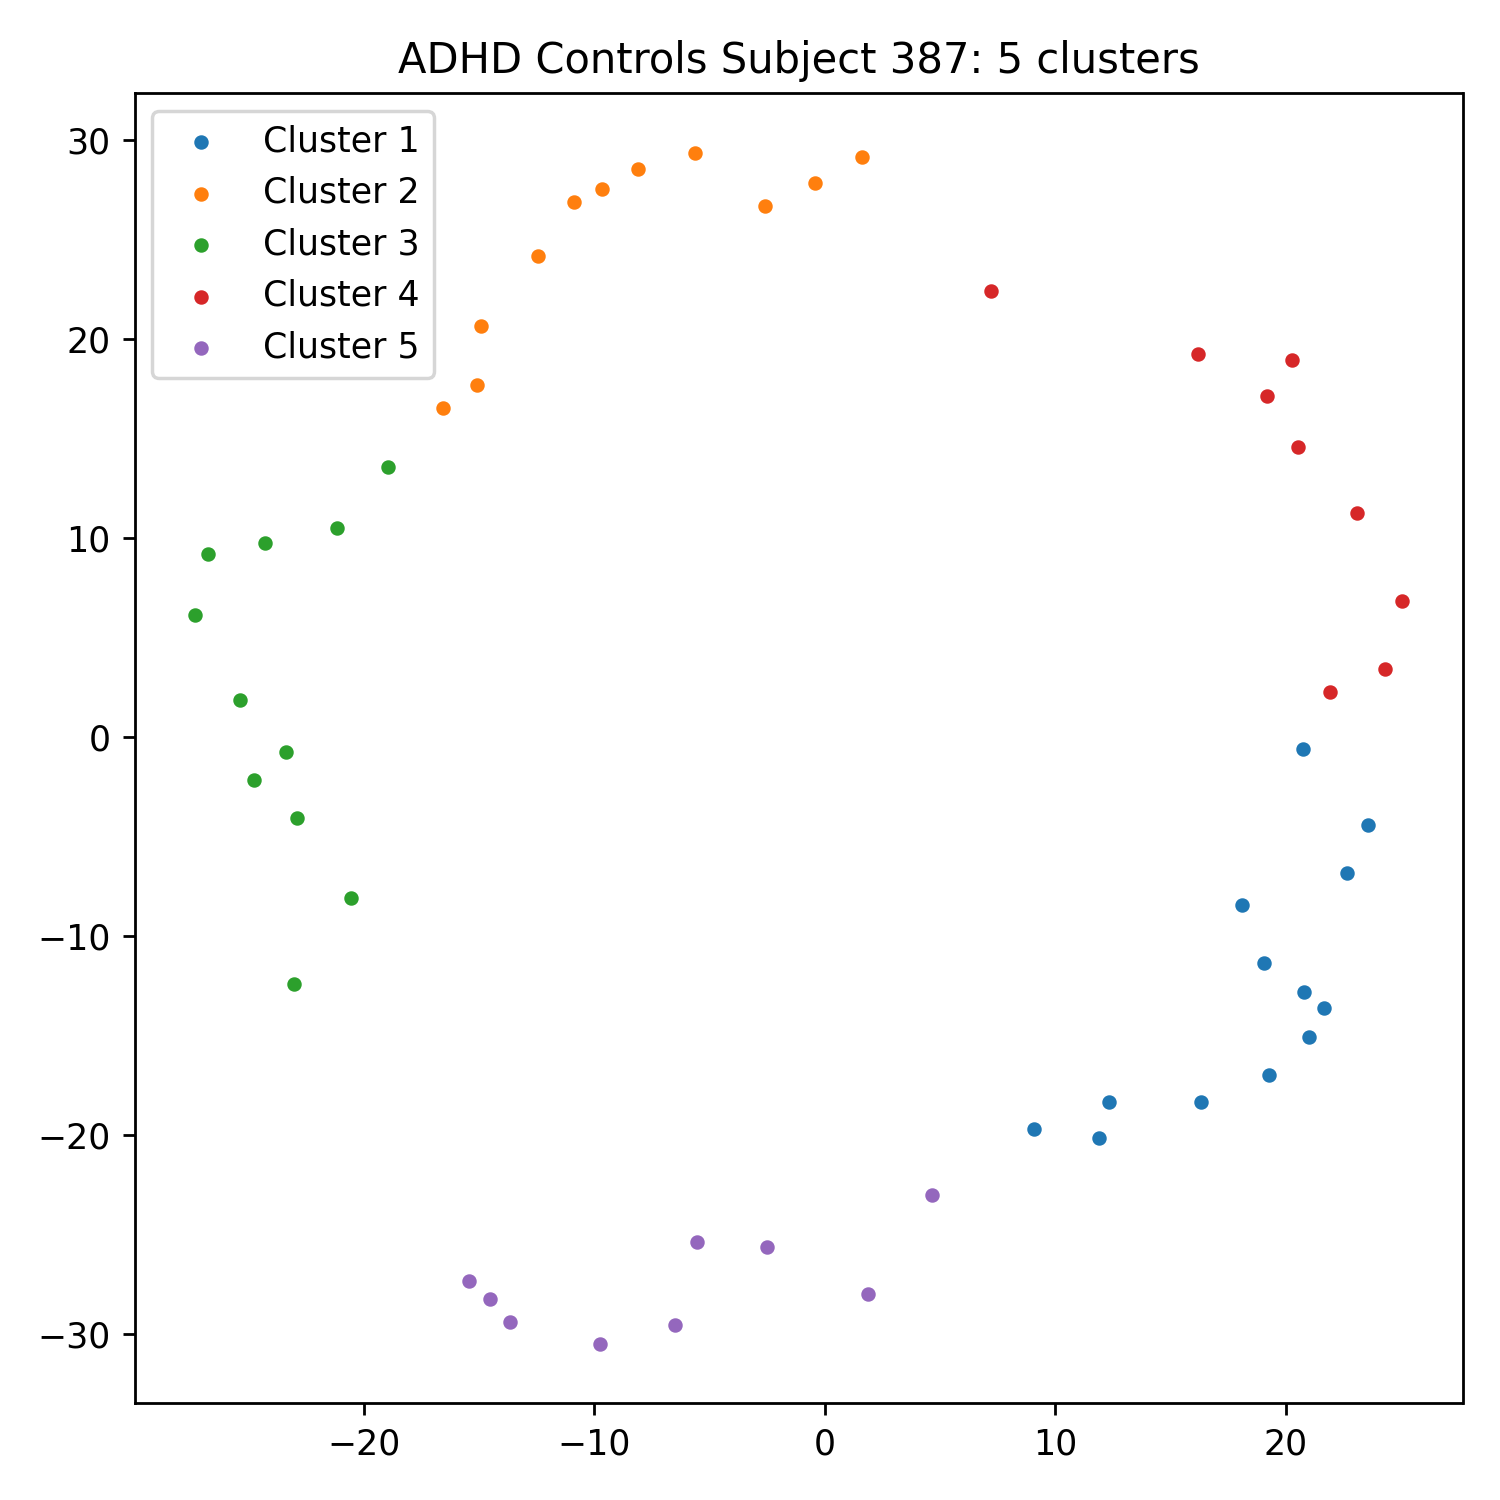 ADHD Controls Subject 387: 5 clusters
Cluster 1
Cluster 2
Cluster 3
Cluster 4
Cluster 5
30
20
10
0
−10
−20
−30
−20 −10 0 10 20